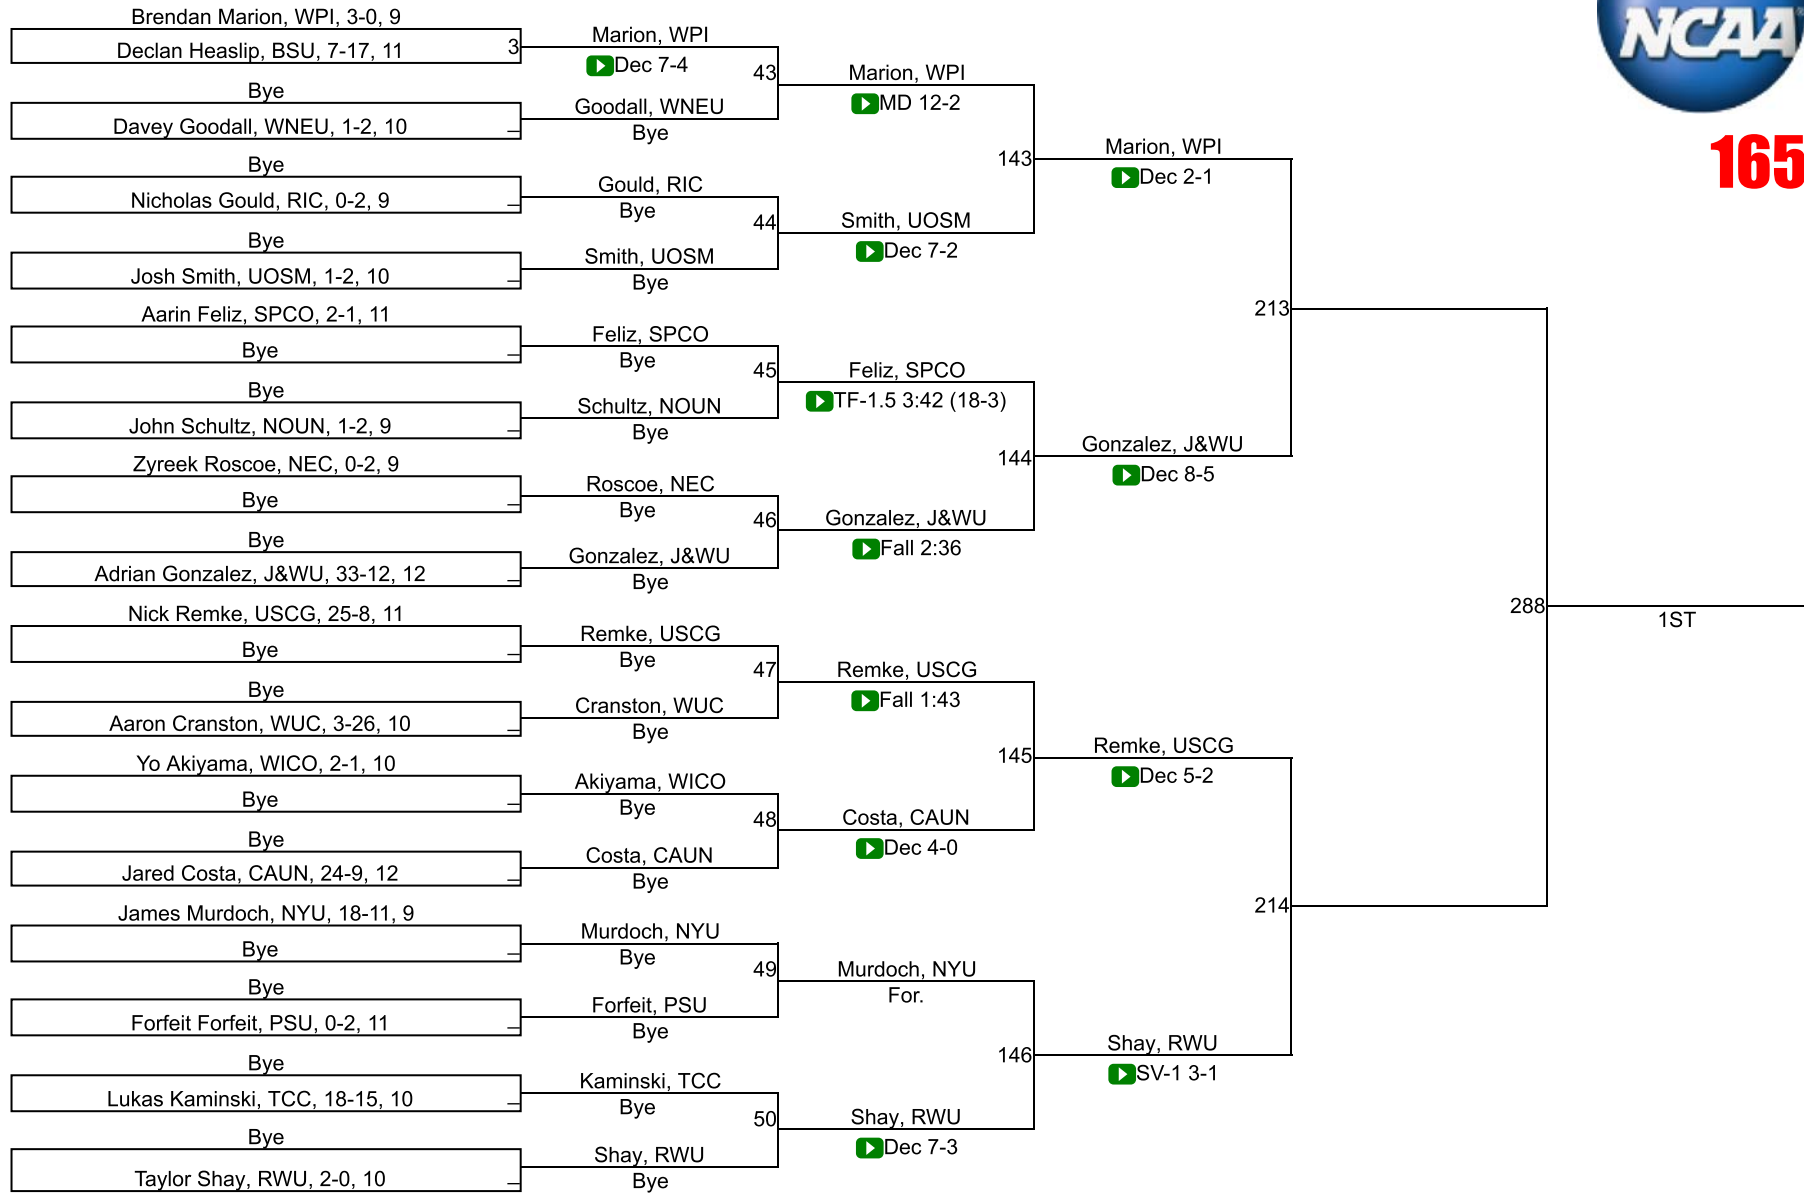 Brendan Marion, WPI, 3-0, 9
Declan Heaslip, BSU, 7-17, 11
3
Bye
Davey Goodall, WNEU, 1-2, 10
Bye
Nicholas Gould, RIC, 0-2, 9
Bye
Josh Smith, UOSM, 1-2, 10
Aarin Feliz, SPCO, 2-1, 11
Bye
Bye
John Schultz, NOUN, 1-2, 9
Zyreek Roscoe, NEC, 0-2, 9
Bye
Bye
Adrian Gonzalez, J&WU, 33-12, 12
Nick Remke, USCG, 25-8, 11
Bye
Bye
Aaron Cranston, WUC, 3-26, 10
Yo Akiyama, WICO, 2-1, 10
Bye
Bye
Jared Costa, CAUN, 24-9, 12
James Murdoch, NYU, 18-11, 9
Bye
Bye
Forfeit Forfeit, PSU, 0-2, 11
Bye
Lukas Kaminski, TCC, 18-15, 10
Bye
Taylor Shay, RWU, 2-0, 10
Marion, WPI
Dec 7-4
43
Goodall, WNEU
Bye
Gould, RIC
Bye
44
Smith, UOSM
Bye
Feliz, SPCO
Bye
45
Schultz, NOUN
Bye
Roscoe, NEC
Bye
46
Gonzalez, J&WU
Bye
Remke, USCG
Bye
47
Cranston, WUC
Bye
Akiyama, WICO
Bye
48
Costa, CAUN
Bye
Murdoch, NYU
Bye
49
Forfeit, PSU
Bye
Kaminski, TCC
Bye
50
Shay, RWU
Bye
Marion, WPI
MD 12-2
143
Smith, UOSM
Dec 7-2
Feliz, SPCO
TF-1.5 3:42 (18-3)
144
Gonzalez, J&WU
Fall 2:36
Remke, USCG
Fall 1:43
145
Costa, CAUN
Dec 4-0
Murdoch, NYU
For.
146
Shay, RWU
Dec 7-3
Marion, WPI
Dec 2-1
213
Gonzalez, J&WU
Dec 8-5
Remke, USCG
Dec 5-2
214
Shay, RWU
SV-1 3-1
288
1ST
NCAA
165